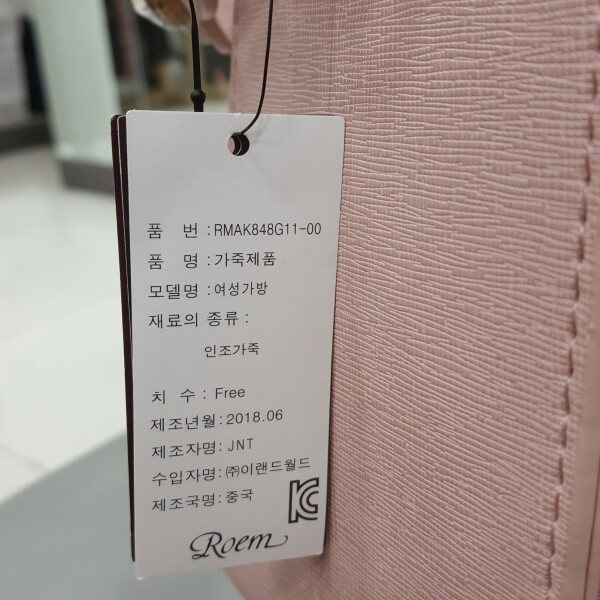 품 번 : RMAK848G11-00
품 명 : 가죽제품
모델명 : 여성가방
재료의 종류 :
인조가죽
치 수 : Free
제조년월: 2018.06
제조자명: JNT
수입자명: ㈜이랜드월드
제조국명: 중국
KC
Roem